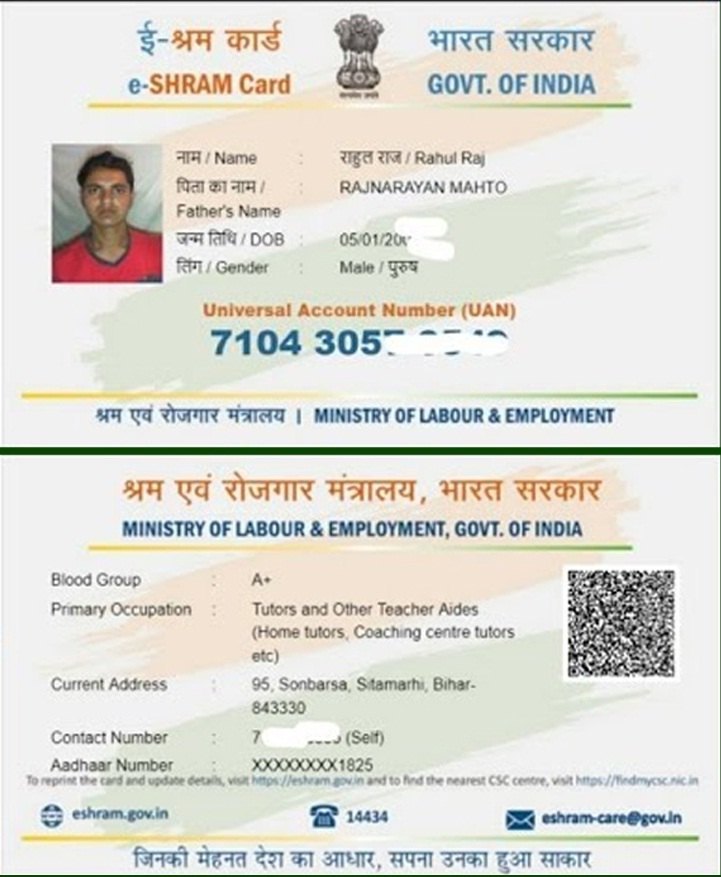 ई-श्रम कार्ड
भारत सरकार
e-SHRAM Card
GOVT. OF INDIA
नाम / Name : राहुल राज / Rahul Raj
पिता का नाम / : RAJNARAYAN MAHTO
Father's Name
जन्म तिथि / DOB : 05/01/20
लिंग / Gender : Male / पुरुष
Universal Account Number (UAN)
7104 305
श्रम एवं रोजगार मंत्रालय | MINISTRY OF LABOUR & EMPLOYMENT
श्रम एवं रोजगार मंत्रालय, भारत सरकार
MINISTRY OF LABOUR & EMPLOYMENT, GOVT. OF INDIA
Blood Group : A+
Primary Occupation : Tutors and Other Teacher Aides
(Home tutors, Coaching centre tutors
etc)
Current Address : 95, Sonbarsa, Sitamarhi, Bihar-
843330
Contact Number : 7 (Self)
Aadhaar Number : XXXXXXXX1825
To reprint the card and update details, visit https://eshram.gov.in and to find the nearest CSC centre, visit https://findmycsc.nic.in
eshram.gov.in
14434
eshram-care@gov.in
जिनकी मेहनत देश का आधार, सपना उनका हुआ साकार